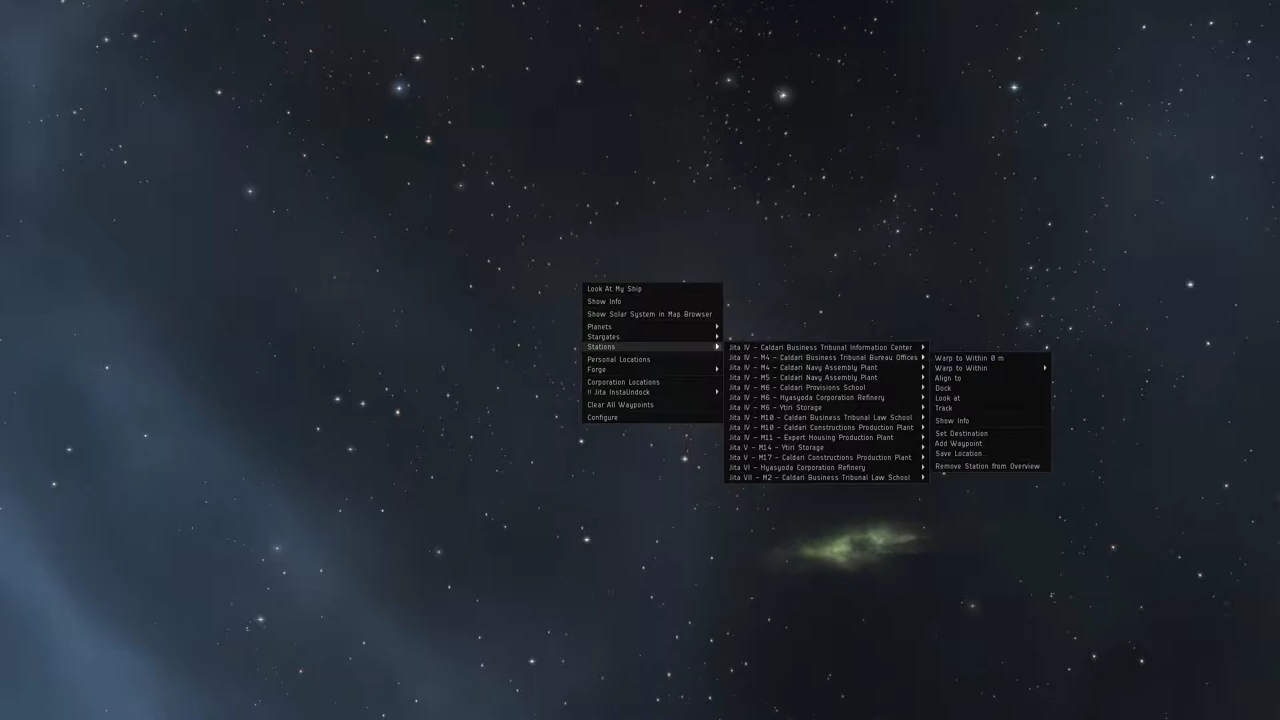 Look At My Ship
Show Info
Show Solar System in Map Browser
Planets
Stargates
Stations
Personal Locations
Forge
Corporation Locations
!! Jita InstaUndock
Clear All Waypoints
Configure
Jita IV - Caldari Business Tribunal Information Center
Jita IV - M4 - Caldari Business Tribunal Bureau Offices
Jita IV - M4 - Caldari Navy Assembly Plant
Jita IV - M5 - Caldari Navy Assembly Plant
Jita IV - M6 - Caldari Provisions School
Jita IV - M6 - Hyasyoda Corporation Refinery
Jita IV - M6 - Ytiri Storage
Jita IV - M10 - Caldari Business Tribunal Law School
Jita IV - M10 - Caldari Constructions Production Plant
Jita IV - M11 - Expert Housing Production Plant
Jita V - M14 - Ytiri Storage
Jita V - M17 - Caldari Constructions Production Plant
Jita VI - Hyasyoda Corporation Refinery
Jita VII - M2 - Caldari Business Tribunal Law School
Warp to Within 0 m
Warp to Within
Align to
Dock
Look at
Track
Show Info
Set Destination
Add Waypoint
Save Location...
Remove Station from Overview